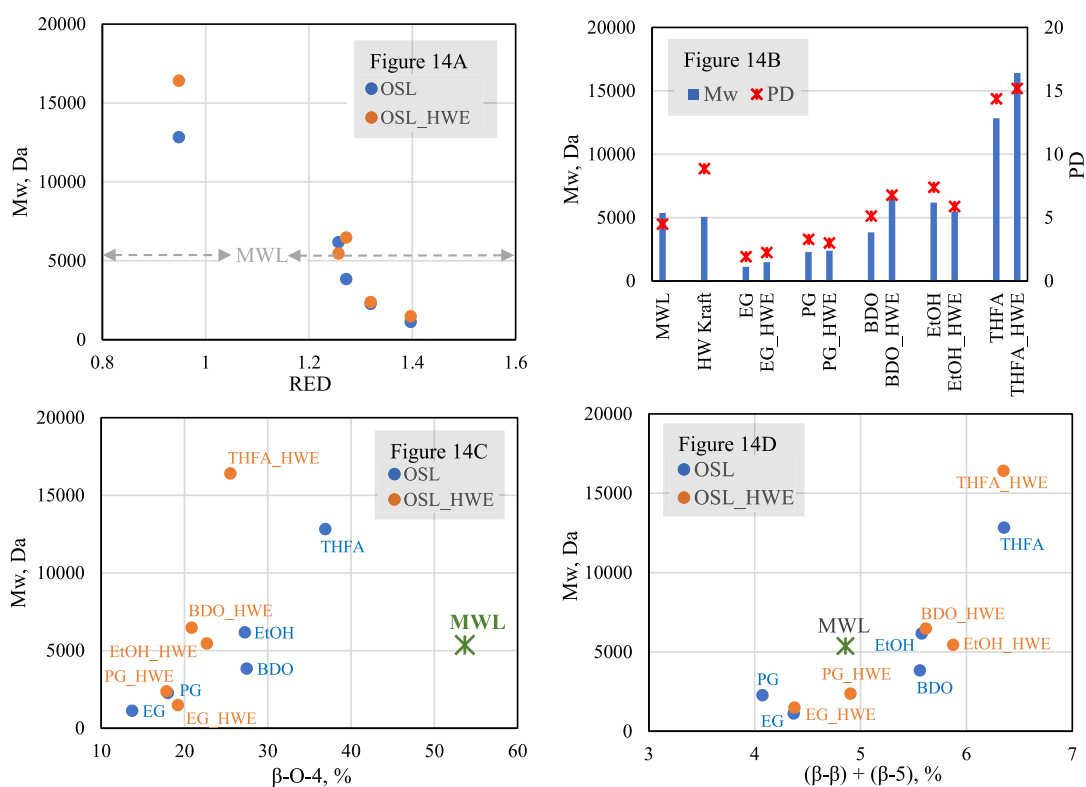 Figure 14A
OSL
OSL_HWE
20000
15000
10000
5000
0
Mw, Da
MWL
0.8
1
1.2
1.4
1.6
RED
Figure 14B
Mw
PD
20000
15000
10000
5000
0
Mw, Da
20
15
10
5
0
PD
MWL
HW Kraft
EG
EG_HWE
PG
PG_HWE
BDO
BDO_HWE
EtOH
EtOH_HWE
THFA
THFA_HWE
Figure 14C
OSL
OSL_HWE
20000
15000
10000
5000
0
Mw, Da
THFA_HWE
THFA
BDO_HWE
EtOH
MWL
EtOH_HWE
BDO
PG_HWE
PG
EG
EG_HWE
10
20
30
40
50
60
β-O-4, %
Figure 14D
OSL
OSL_HWE
20000
15000
10000
5000
0
Mw, Da
THFA_HWE
THFA
BDO_HWE
MWL
EtOH
EtOH_HWE
PG_HWE
PG
BDO
EG
EG_HWE
3
4
5
6
7
(β-β) + (β-5), %